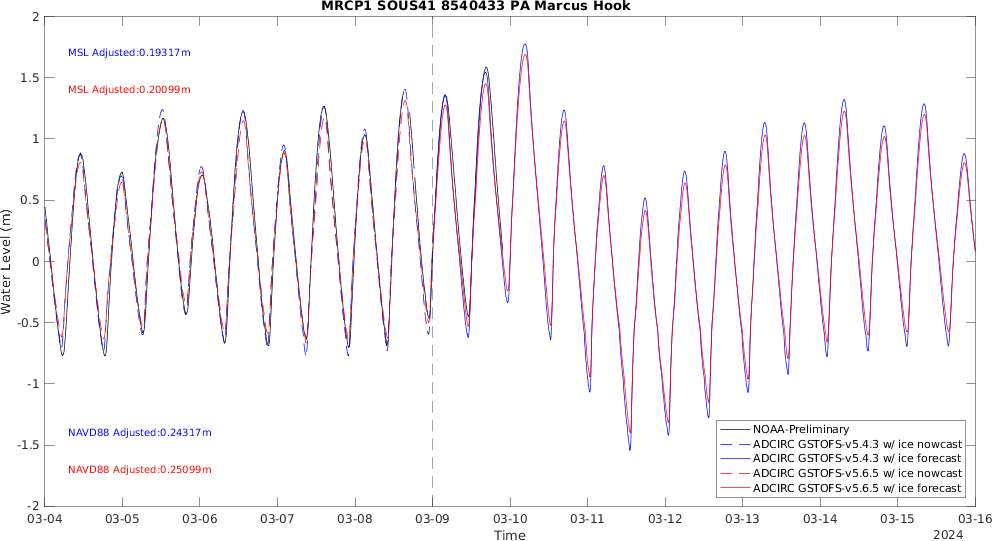 MRCP1 SOUS41 8540433 PA Marcus Hook
2
1.5
1
0.5
0
-0.5
-1
-1.5
-2
Water Level (m)
MSL Adjusted:0.19317m
MSL Adjusted:0.20099m
NAVD88 Adjusted:0.24317m
NAVD88 Adjusted:0.25099m
NOAA-Preliminary
ADCIRC GSTOFS-v5.4.3 w/ ice nowcast
ADCIRC GSTOFS-v5.4.3 w/ ice forecast
ADCIRC GSTOFS-v5.6.5 w/ ice nowcast
ADCIRC GSTOFS-v5.6.5 w/ ice forecast
03-04 03-05 03-06 03-07 03-08 03-09 03-10 03-11 03-12 03-13 03-14 03-15 03-16
Time
2024